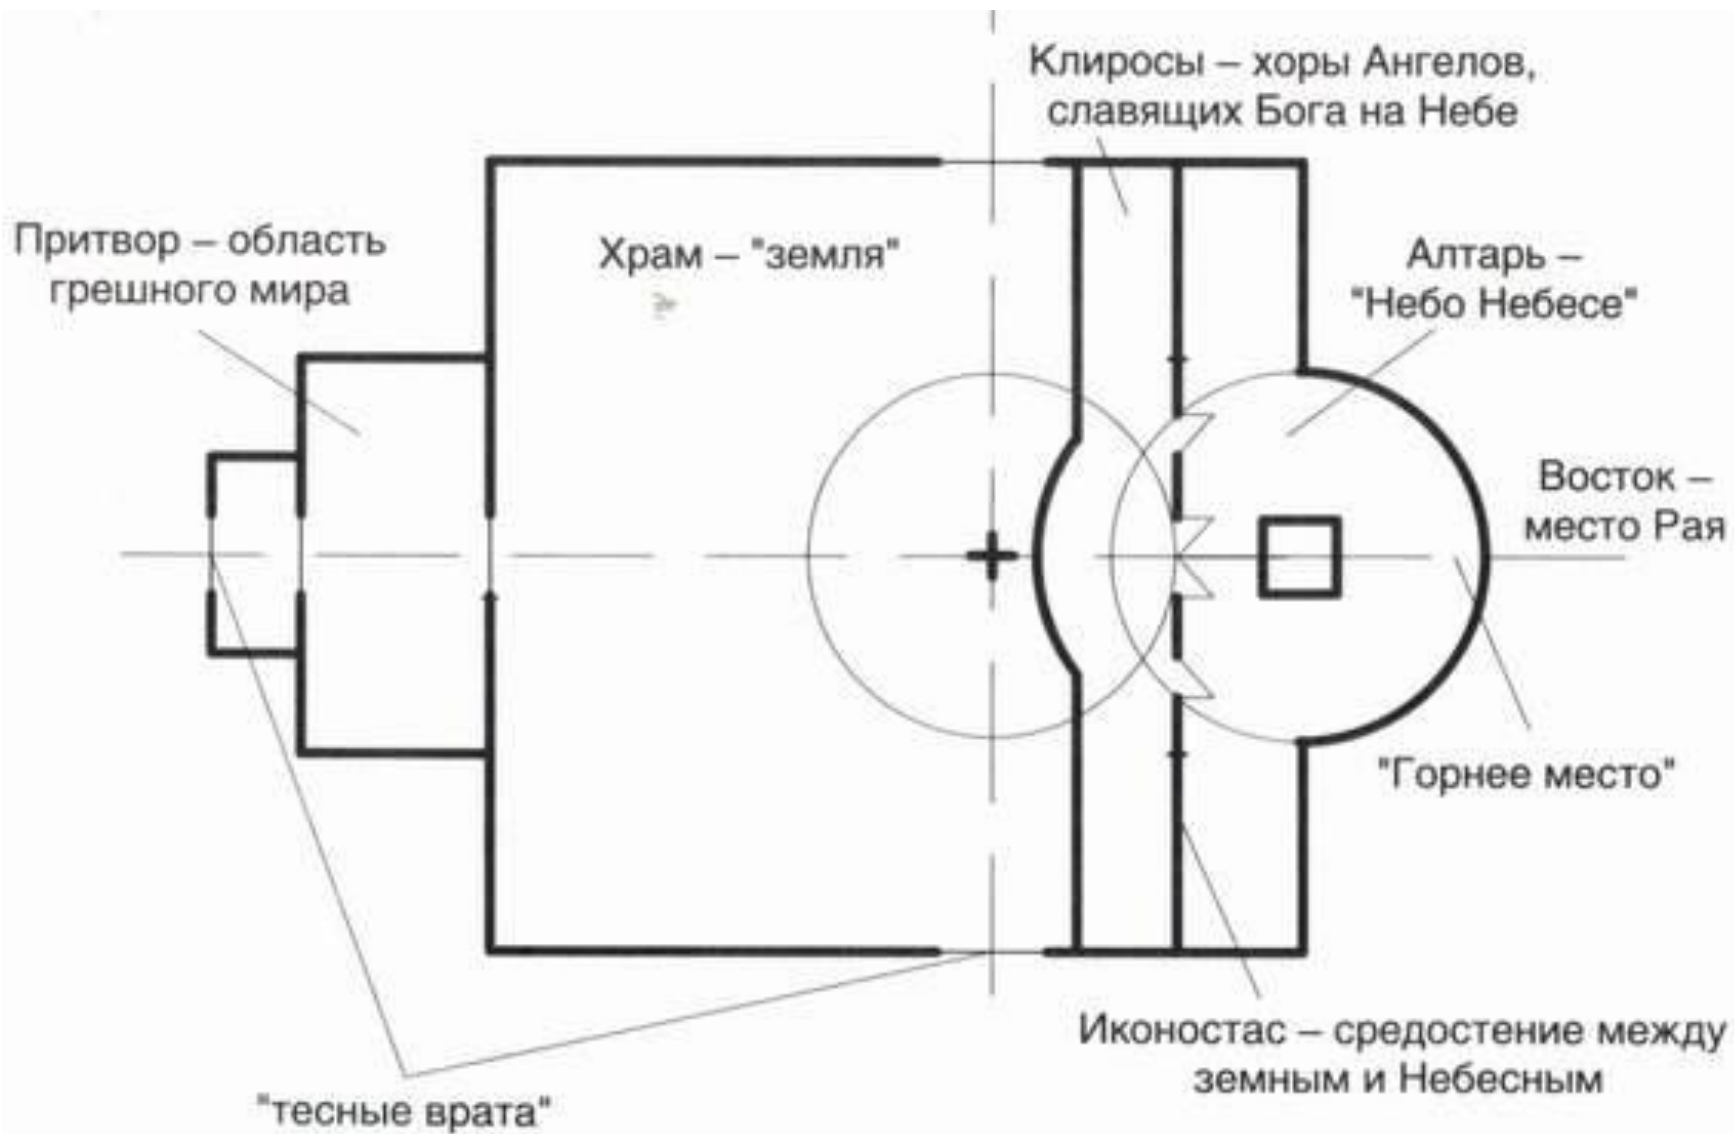 Клиросы – хоры Ангелов,
славящих Бога на Небе
Притвор – область
грешного мира
Храм – "земля"
Алтарь –
"Небо Небесе"
Восток –
место Рая
"Горнее место"
Иконостас – средостение между
земным и Небесным
"тесные врата"